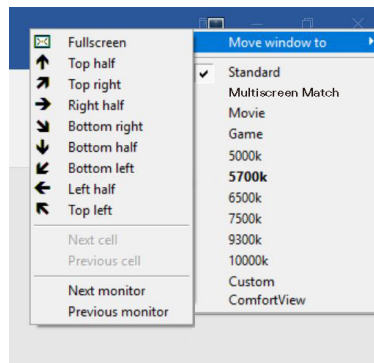 Fullscreen
Top half
Top right
Right half
Bottom right
Bottom half
Bottom left
Left half
Top left
Next cell
Previous cell
Next monitor
Previous monitor
Move window to
Standard
Multiscreen Match
Movie
Game
5000k
5700k
6500k
7500k
9300k
10000k
Custom
ComfortView